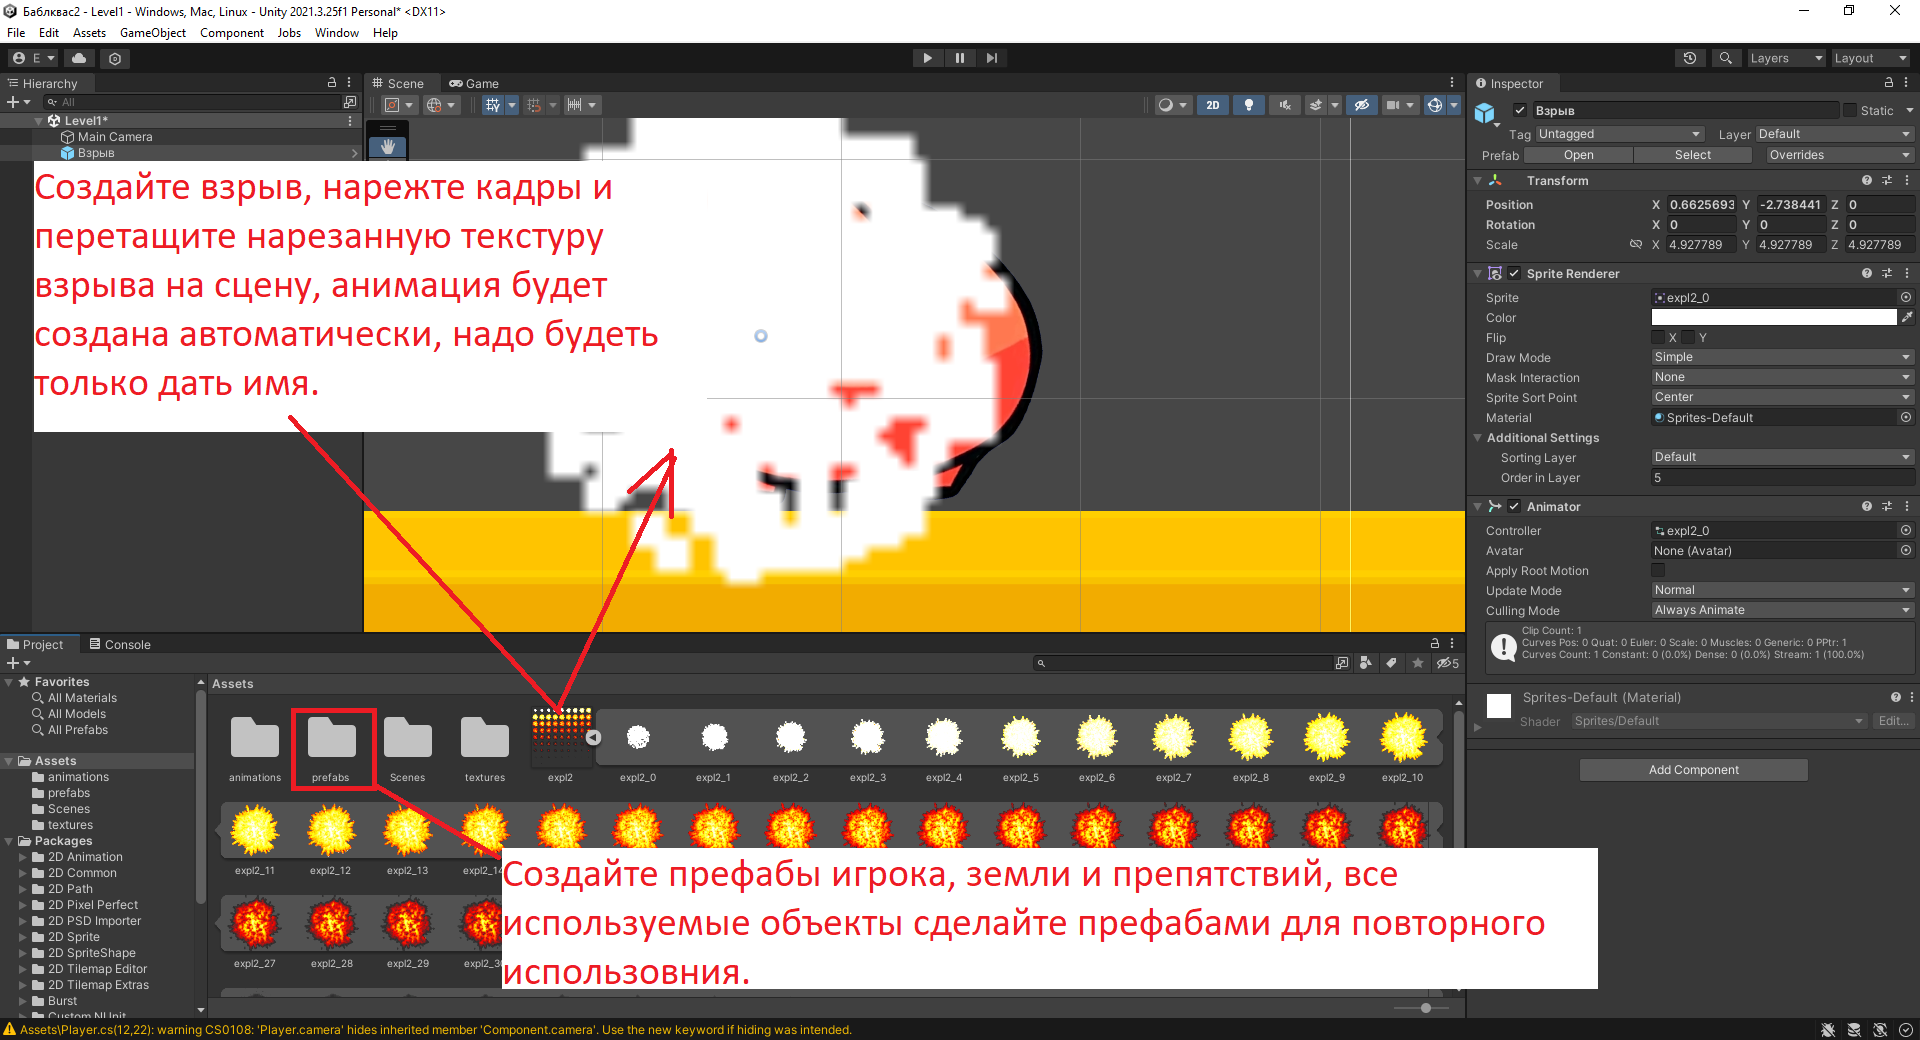 Баблквас2 - Level1 - Windows, Mac, Linux - Unity 2021.3.25f1 Personal* <DX11>
File Edit Assets GameObject Component Jobs Window Help
E
Layers
Layout
Hierarchy
All
Level1*
Main Camera
Взрыв
Scene
Game
2D
Создайте взрыв, нарежте кадры и
перетащите нарезанную текстуру
взрыва на сцену, анимация будет
создана автоматически, надо будеть
только дать имя.
Inspector
Взрыв
Static
Tag Untagged
Layer Default
Prefab Open Select Overrides
Transform
Position X 0.6625693 Y -2.738441 Z 0
Rotation X 0 Y 0 Z 0
Scale X 4.927789 Y 4.927789 Z 4.927789
Sprite Renderer
Sprite expl2_0
Color
Flip X Y
Draw Mode Simple
Mask Interaction None
Sprite Sort Point Center
Material Sprites-Default
Additional Settings
Sorting Layer Default
Order in Layer 5
Animator
Controller expl2_0
Avatar None (Avatar)
Apply Root Motion
Update Mode Normal
Culling Mode Always Animate
Clip Count: 1
Curves Pos: 0 Quat: 0 Euler: 0 Scale: 0 Muscles: 0 Generic: 0 PPtr: 1
Curves Count: 1 Constant: 0 (0.0%) Dense: 0 (0.0%) Stream: 1 (100.0%)
Sprites-Default (Material)
Shader Sprites/Default Edit...
Add Component
Project
Console
5
Favorites
All Materials
All Models
All Prefabs
Assets
animations
prefabs
Scenes
textures
Packages
2D Animation
2D Common
2D Path
2D Pixel Perfect
2D PSD Importer
2D Sprite
2D SpriteShape
2D Tilemap Editor
2D Tilemap Extras
Burst
Custom NUnit
Assets
animations prefabs Scenes textures expl2 expl2_0 expl2_1 expl2_2 expl2_3 expl2_4 expl2_5 expl2_6 expl2_7 expl2_8 expl2_9 expl2_10
expl2_11 expl2_12 expl2_13 expl2_14
expl2_27 expl2_28 expl2_29 expl2_30
Создайте префабы игрока, земли и препятствий, все
используемые объекты сделайте префабами для повторного
использовния.
Assets\Player.cs(12,22): warning CS0108: 'Player.camera' hides inherited member 'Component.camera'. Use the new keyword if hiding was intended.